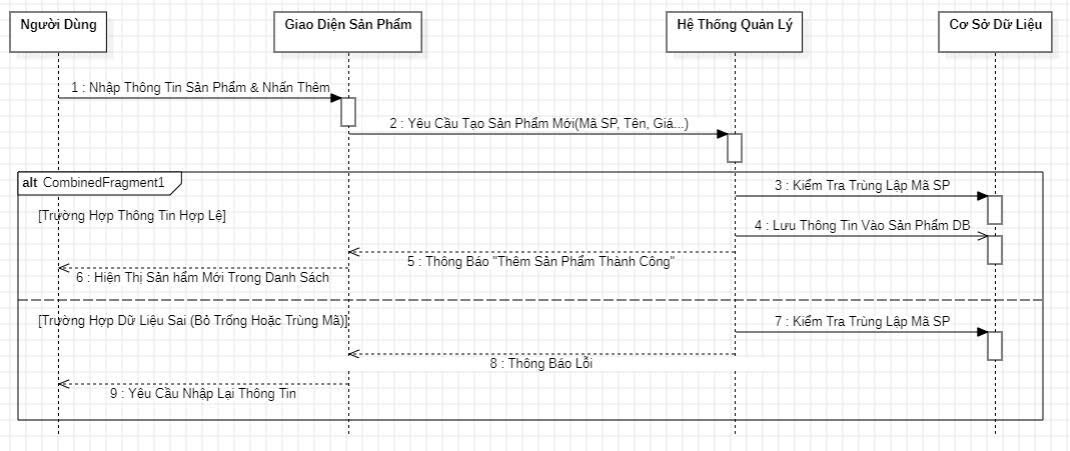 Người Dùng
Giao Diện Sản Phẩm
Hệ Thống Quản Lý
Cơ Sở Dữ Liệu
1 : Nhập Thông Tin Sản Phẩm & Nhấn Thêm
2 : Yêu Cầu Tạo Sản Phẩm Mới(Mã SP, Tên, Giá...)
alt CombinedFragment1
3 : Kiểm Tra Trùng Lập Mã SP
[Trường Hợp Thông Tin Hợp Lệ]
4 : Lưu Thông Tin Vào Sản Phẩm DB
5 : Thông Báo "Thêm Sản Phẩm Thành Công"
6 : Hiện Thị Sản hẩm Mới Trong Danh Sách
[Trường Hợp Dữ Liệu Sai (Bỏ Trống Hoặc Trùng Mã)]
7 : Kiểm Tra Trùng Lập Mã SP
8 : Thông Báo Lỗi
9 : Yêu Cầu Nhập Lại Thông Tin